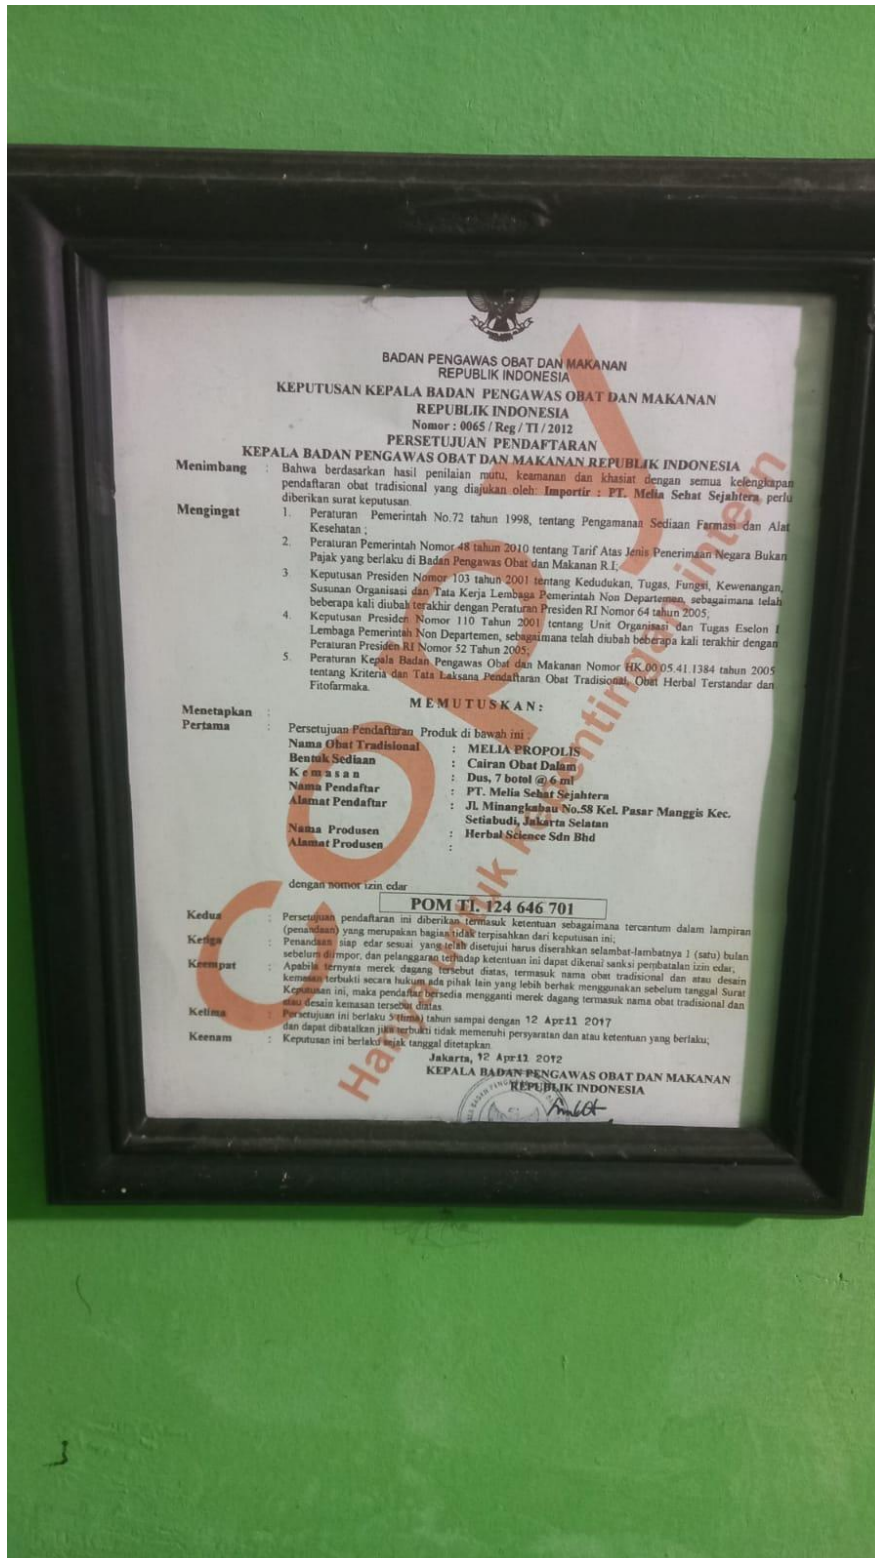 BADAN PENGAWAS OBAT DAN MAKANAN
REPUBLIK INDONESIA
KEPUTUSAN KEPALA BADAN PENGAWAS OBAT DAN MAKANAN
REPUBLIK INDONESIA
Nomor : 0065 / Reg / TI / 2012
PERSETUJUAN PENDAFTARAN
KEPALA BADAN PENGAWAS OBAT DAN MAKANAN REPUBLIK INDONESIA
Menimbang : Bahwa berdasarkan hasil penilaian mutu, keamanan dan khasiat dengan semua kelengkapan
pendaftaran obat tradisional yang diajukan oleh: Importir : PT. Melia Sehat Sejahtera perlu
diberikan surat keputusan.
Mengingat 1. Peraturan Pemerintah No.72 tahun 1998, tentang Pengamanan Sediaan Farmasi dan Alat
Kesehatan ;
2. Peraturan Pemerintah Nomor 48 tahun 2010 tentang Tarif Atas Jenis Penerimaan Negara Bukan
Pajak yang berlaku di Badan Pengawas Obat dan Makanan R.I;
3 Keputusan Presiden Nomor 103 tahun 2001 tentang Kedudukan, Tugas, Fungsi, Kewenangan,
Susunan Organisasi dan Tata Kerja Lembaga Pemerintah Non Departemen, sebagaimana telah
beberapa kali diubah terakhir dengan Peraturan Presiden RI Nomor 64 tahun 2005;
4. Keputusan Presiden Nomor 110 Tahun 2001 tentang Unit Organisasi dan Tugas Eselon I
Lembaga Pemerintah Non Departemen, sebagaimana telah diubah beberapa kali terakhir dengan
Peraturan Presiden RI Nomor 52 Tahun 2005;
5. Peraturan Kepala Badan Pengawas Obat dan Makanan Nomor HK.00.05.41.1384 tahun 2005
tentang Kriteria dan Tata Laksana Pendaftaran Obat Tradisional, Obat Herbal Terstandar dan
Fitofarmaka.
MEMUTUSKAN:
Menetapkan :
Pertama : Persetujuan Pendaftaran Produk di bawah ini :
Nama Obat Tradisional : MELIA PROPOLIS
Bentuk Sediaan : Cairan Obat Dalam
Kemasan : Dus, 7 botol @ 6 ml
Nama Pendaftar : PT. Melia Sehat Sejahtera
Alamat Pendaftar : Jl. Minangkabau No.58 Kel. Pasar Manggis Kec.
Setiabudi, Jakarta Selatan
Nama Produsen : Herbal Science Sdn Bhd
Alamat Produsen :
dengan nomor izin edar
POM TI. 124 646 701
Kedua : Persetujuan pendaftaran ini diberikan termasuk ketentuan sebagaimana tercantum dalam lampiran
(penandaan) yang merupakan bagian tidak terpisahkan dari keputusan ini;
Ketiga : Penandaan siap edar sesuai yang telah disetujui harus diserahkan selambat-lambatnya 1 (satu) bulan
sebelum diimpor, dan pelanggaran terhadap ketentuan ini dapat dikenai sanksi pembatalan izin edar;
Keempat : Apabila ternyata merek dagang tersebut diatas, termasuk nama obat tradisional dan atau desain
kemasan terbukti secara hukum ada pihak lain yang lebih berhak menggunakan sebelum tanggal Surat
Keputusan ini, maka pendaftar bersedia mengganti merek dagang termasuk nama obat tradisional dan
atau desain kemasan tersebut diatas.
Kelima : Persetujuan ini berlaku 5 (lima) tahun sampai dengan 12 April 2017
dan dapat dibatalkan jika terbukti tidak memenuhi persyaratan dan atau ketentuan yang berlaku;
Keenam : Keputusan ini berlaku sejak tanggal ditetapkan.
Jakarta, 12 April 2012
KEPALA BADAN PENGAWAS OBAT DAN MAKANAN
REPUBLIK INDONESIA
COPY
Hanya untuk kepentingan intern